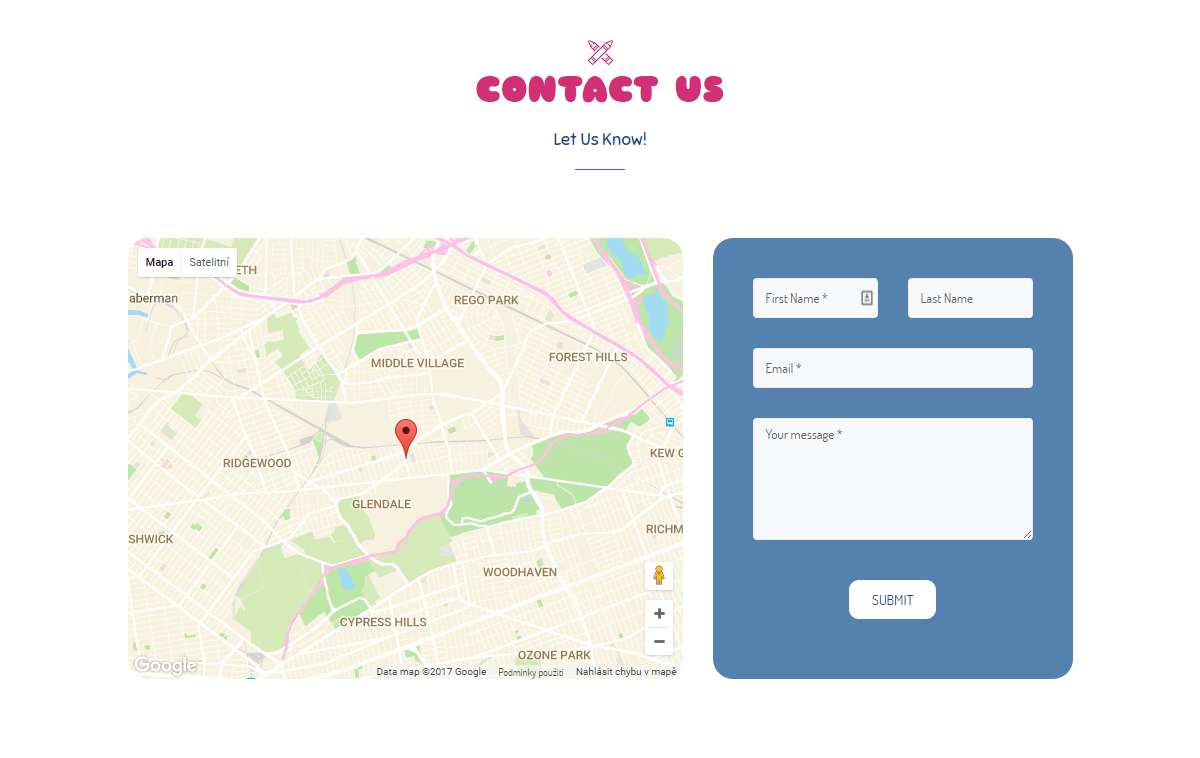 CONTACT US
Let Us Know!
Mapa
Satelitní
ETH
aberman
REGO PARK
FOREST HILLS
MIDDLE VILLAGE
KEW G
RIDGEWOOD
GLENDALE
RICHM
SHWICK
WOODHAVEN
CYPRESS HILLS
OZONE PARK
Google
Data map ©2017 Google
Podmínky použití
Nahlásit chybu v mapě
First Name *
Last Name
Email *
Your message *
SUBMIT